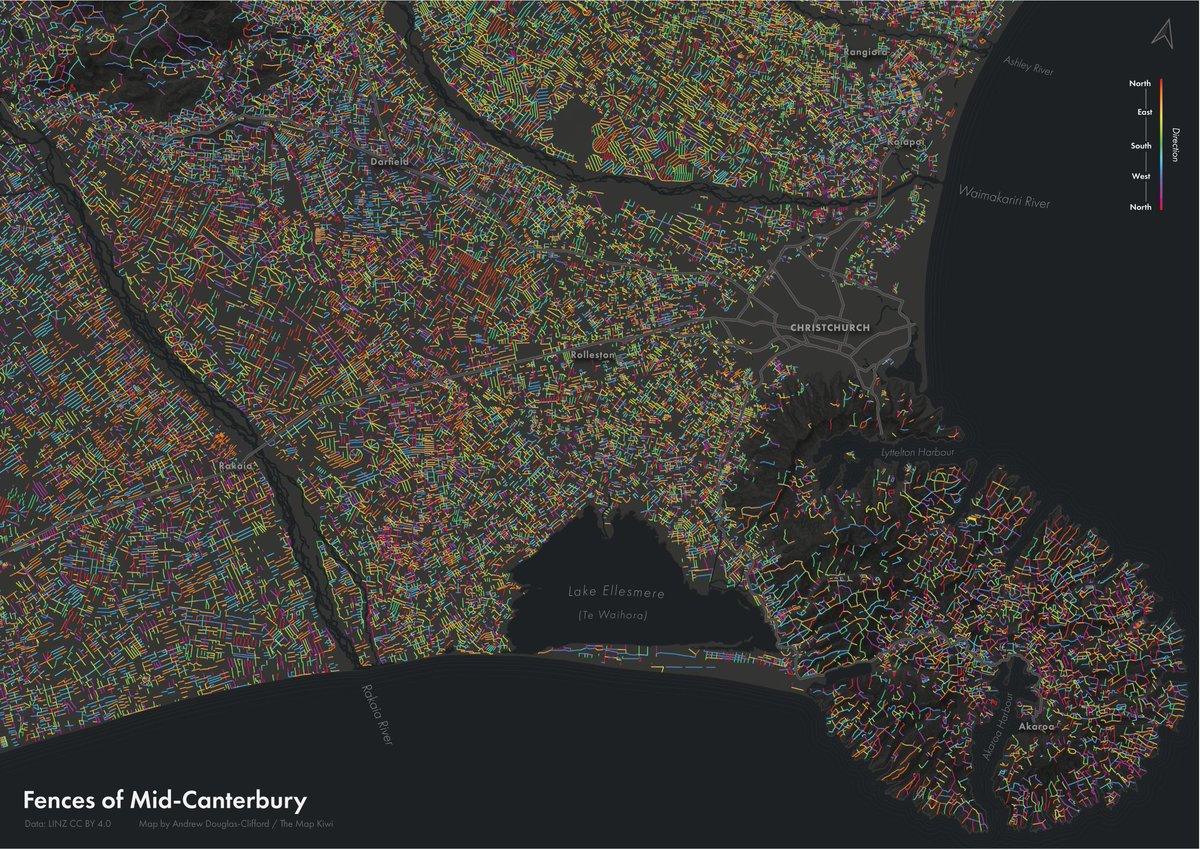 Rangiora
Ashley River
North
East
South
West
North
Direction
Kaiapoi
Darfield
Waimakariri River
CHRISTCHURCH
Rolleston
Lyttelton Harbour
Rakaia
Lake Ellesmere
(Te Waihora)
Rakaia River
Akaroa Harbour
Akaroa
Fences of Mid-Canterbury
Data: LINZ CC BY 4.0 Map by Andrew Douglas-Clifford / The Map Kiwi